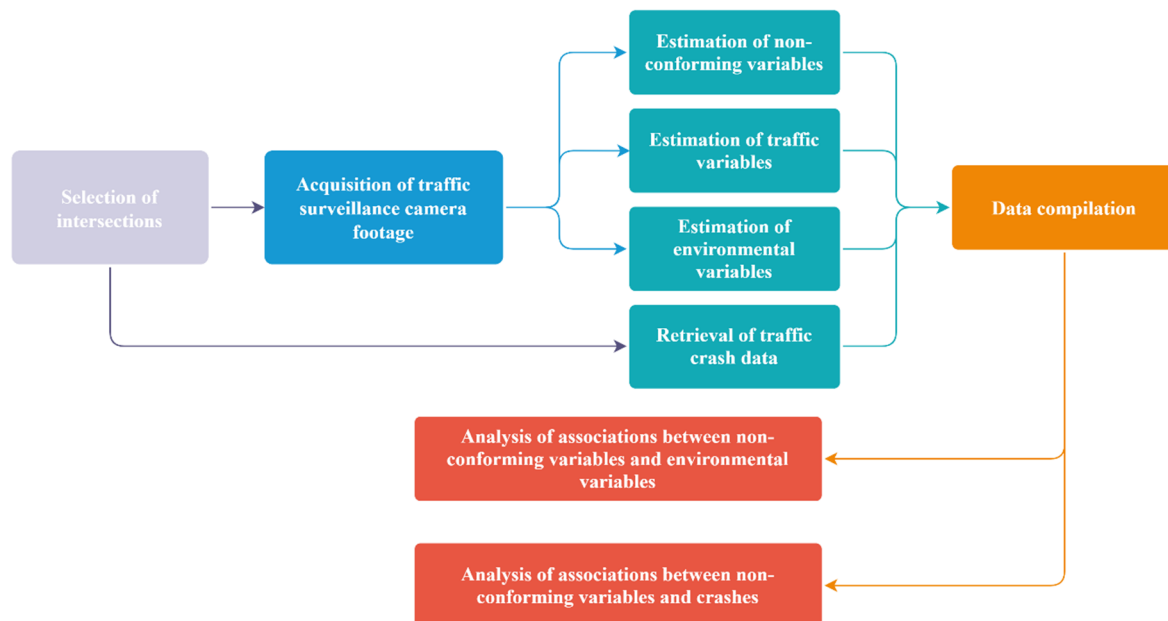 Selection of
intersections
Acquisition of traffic
surveillance camera
footage
Estimation of non-
conforming variables
Estimation of traffic
variables
Estimation of
environmental
variables
Retrieval of traffic
crash data
Data compilation
Analysis of associations between non-
conforming variables and environmental
variables
Analysis of associations between non-
conforming variables and crashes